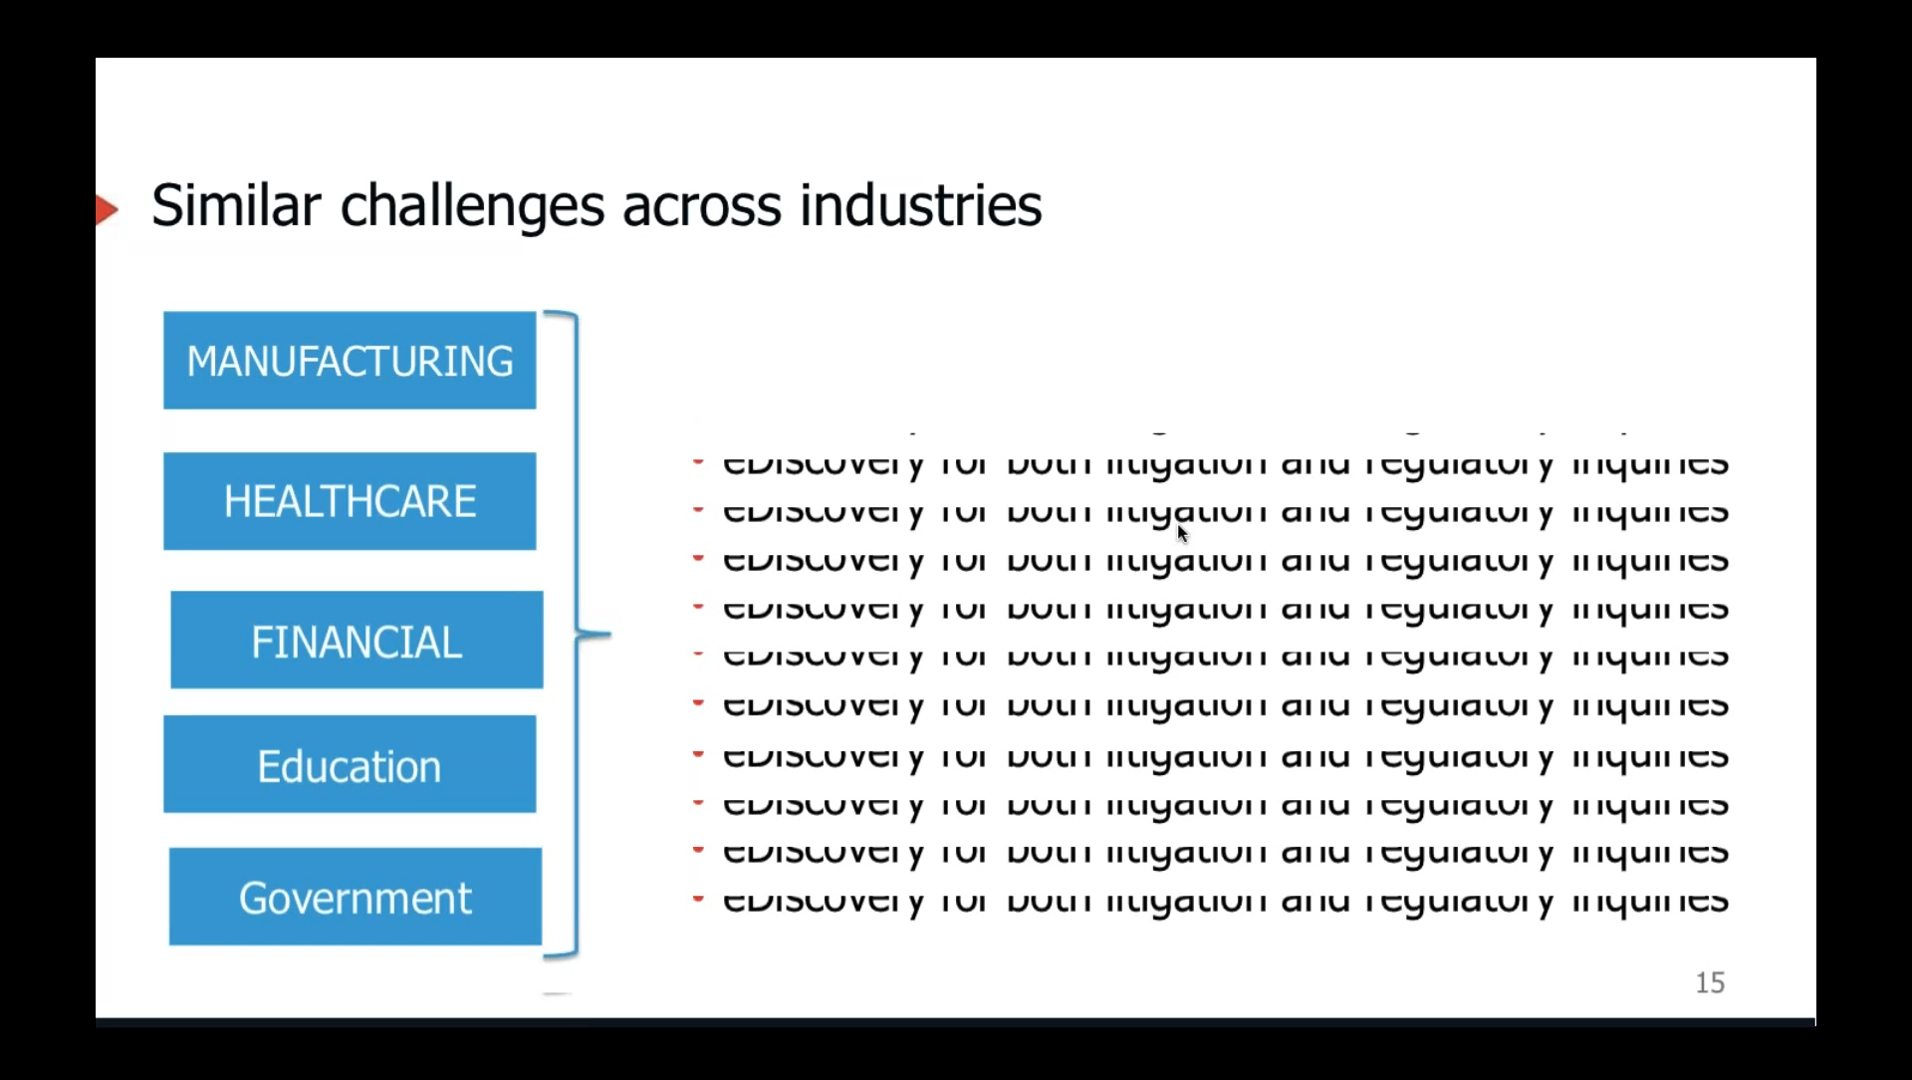 Similar challenges across industries
MANUFACTURING
HEALTHCARE
FINANCIAL
Education
Government
• eDiscovery for both litigation and regulatory inquiries
• eDiscovery for both litigation and regulatory inquiries
• eDiscovery for both litigation and regulatory inquiries
• eDiscovery for both litigation and regulatory inquiries
• eDiscovery for both litigation and regulatory inquiries
• eDiscovery for both litigation and regulatory inquiries
• eDiscovery for both litigation and regulatory inquiries
• eDiscovery for both litigation and regulatory inquiries
• eDiscovery for both litigation and regulatory inquiries
• eDiscovery for both litigation and regulatory inquiries
15